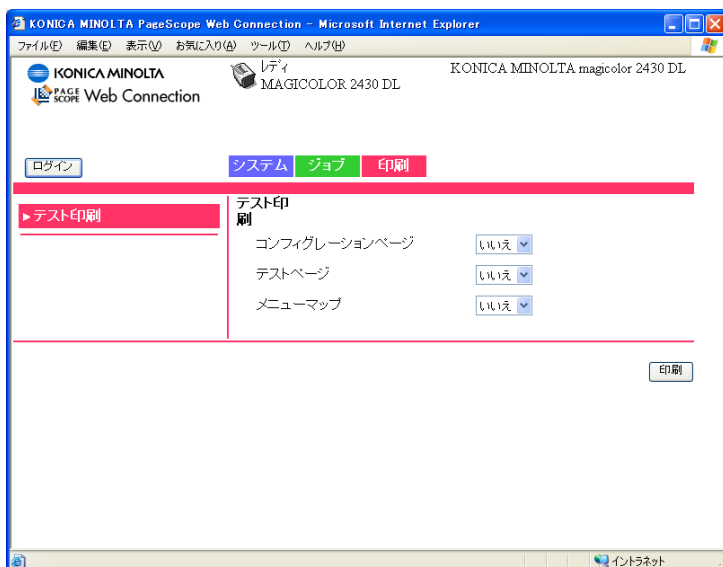 KONICA MINOLTA PageScope Web Connection - Microsoft Internet Explorer
ファイル(F) 編集(E) 表示(V) お気に入り(A) ツール(T) ヘルプ(H)
KONICA MINOLTA
PAGE SCOPE Web Connection
レディ
MAGICOLOR 2430 DL
KONICA MINOLTA magicolor 2430 DL
ログイン
システム ジョブ 印刷
テスト印刷
テスト印
刷
コンフィグレーションページ いいえ
テストページ いいえ
メニューマップ いいえ
印刷
イントラネット